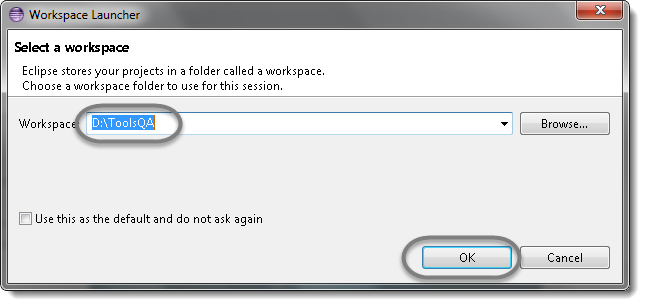 Workspace Launcher
Select a workspace
Eclipse stores your projects in a folder called a workspace.
Choose a workspace folder to use for this session.
Workspace D:\ToolsQA Browse...
Use this as the default and do not ask again
OK Cancel